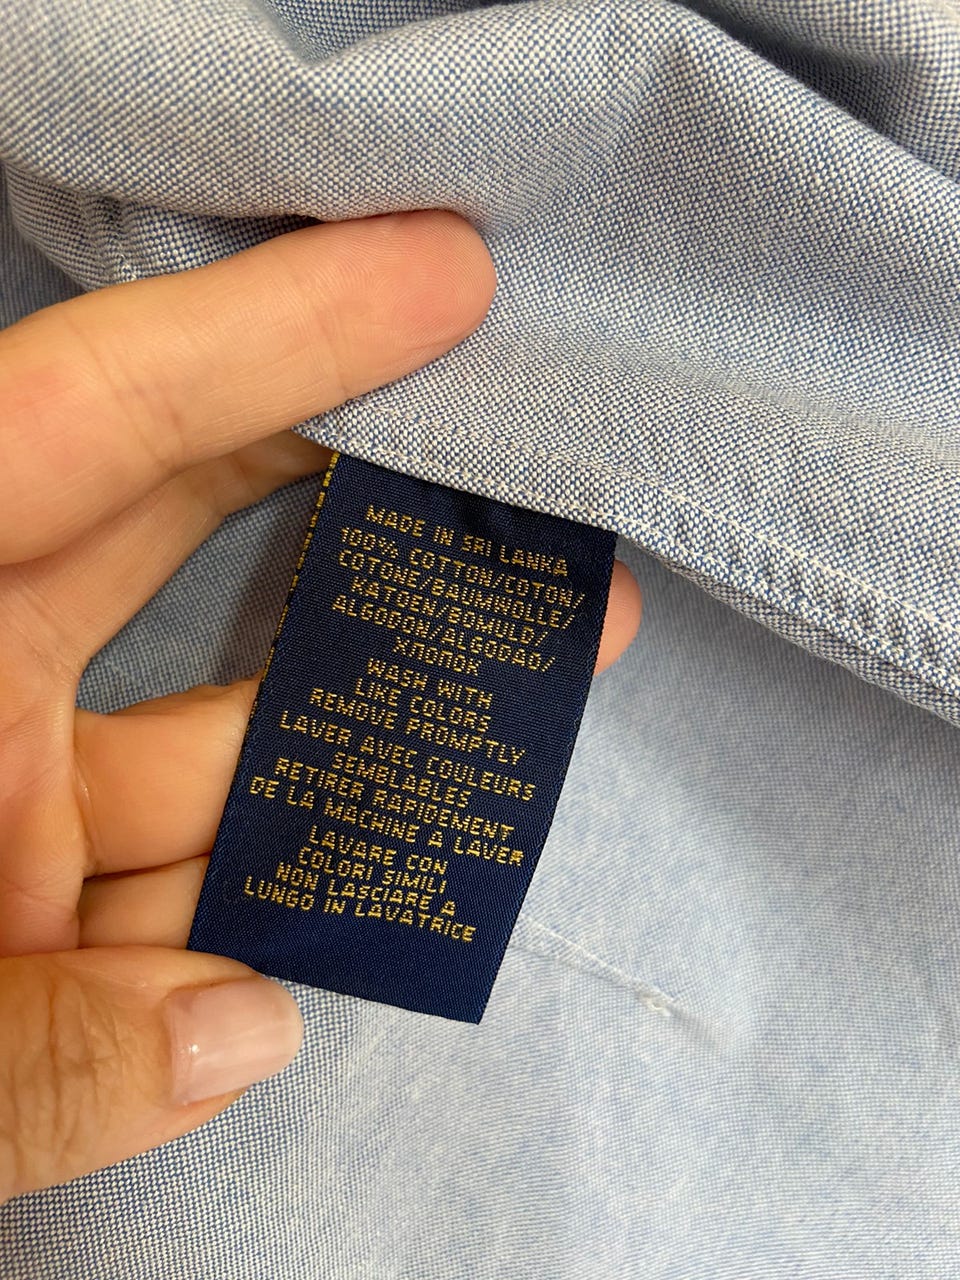 MADE IN SRI LANKA
100% COTTON/COTON/
COTONE/BAUMWOLLE/
KATOEN/BOMULD/
ALGODON/ALGODAO/
ХЛОПОК
WASH WITH
LIKE COLORS
REMOVE PROMPTLY
LAVER AVEC COULEURS
SEMBLABLES
RETIRER RAPIDEMENT
DE LA MACHINE A LAVER
LAVARE CON
COLORI SIMILI
NON LASCIARE A
LUNGO IN LAVATRICE